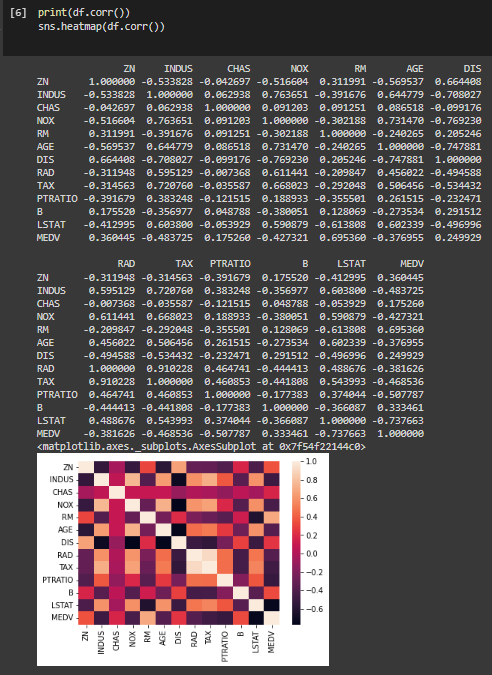 [6] print(df.corr())
sns.heatmap(df.corr())
ZN INDUS CHAS NOX RM AGE DIS
ZN 1.000000 -0.533828 -0.042697 -0.516604 0.311991 -0.569537 0.664408
INDUS -0.533828 1.000000 0.062938 0.763651 -0.391676 0.644779 -0.708027
CHAS -0.042697 0.062938 1.000000 0.091203 0.091251 0.086518 -0.099176
NOX -0.516604 0.763651 0.091203 1.000000 -0.302188 0.731470 -0.769230
RM 0.311991 -0.391676 0.091251 -0.302188 1.000000 -0.240265 0.205246
AGE -0.569537 0.644779 0.086518 0.731470 -0.240265 1.000000 -0.747881
DIS 0.664408 -0.708027 -0.099176 -0.769230 0.205246 -0.747881 1.000000
RAD -0.311948 0.595129 -0.007368 0.611441 -0.209847 0.456022 -0.494588
TAX -0.314563 0.720760 -0.035587 0.668023 -0.292048 0.506456 -0.534432
PTRATIO -0.391679 0.383248 -0.121515 0.188933 -0.355501 0.261515 -0.232471
B 0.175520 -0.356977 0.048788 -0.380051 0.128069 -0.273534 0.291512
LSTAT -0.412995 0.603800 -0.053929 0.590879 -0.613808 0.602339 -0.496996
MEDV 0.360445 -0.483725 0.175260 -0.427321 0.695360 -0.376955 0.249929
RAD TAX PTRATIO B LSTAT MEDV
ZN -0.311948 -0.314563 -0.391679 0.175520 -0.412995 0.360445
INDUS 0.595129 0.720760 0.383248 -0.356977 0.603800 -0.483725
CHAS -0.007368 -0.035587 -0.121515 0.048788 -0.053929 0.175260
NOX 0.611441 0.668023 0.188933 -0.380051 0.590879 -0.427321
RM -0.209847 -0.292048 -0.355501 0.128069 -0.613808 0.695360
AGE 0.456022 0.506456 0.261515 -0.273534 0.602339 -0.376955
DIS -0.494588 -0.534432 -0.232471 0.291512 -0.496996 0.249929
RAD 1.000000 0.910228 0.464741 -0.444413 0.488676 -0.381626
TAX 0.910228 1.000000 0.460853 -0.441808 0.543993 -0.468536
PTRATIO 0.464741 0.460853 1.000000 -0.177383 0.374044 -0.507787
B -0.444413 -0.441808 -0.177383 1.000000 -0.366087 0.333461
LSTAT 0.488676 0.543993 0.374044 -0.366087 1.000000 -0.737663
MEDV -0.381626 -0.468536 -0.507787 0.333461 -0.737663 1.000000
<matplotlib.axes._subplots.AxesSubplot at 0x7f54f22144c0>
ZN
INDUS
CHAS
NOX
RM
AGE
DIS
RAD
TAX
PTRATIO
B
LSTAT
MEDV
ZN INDUS CHAS NOX RM AGE DIS RAD TAX PTRATIO B LSTAT MEDV
1.0
0.8
0.6
0.4
0.2
0.0
-0.2
-0.4
-0.6